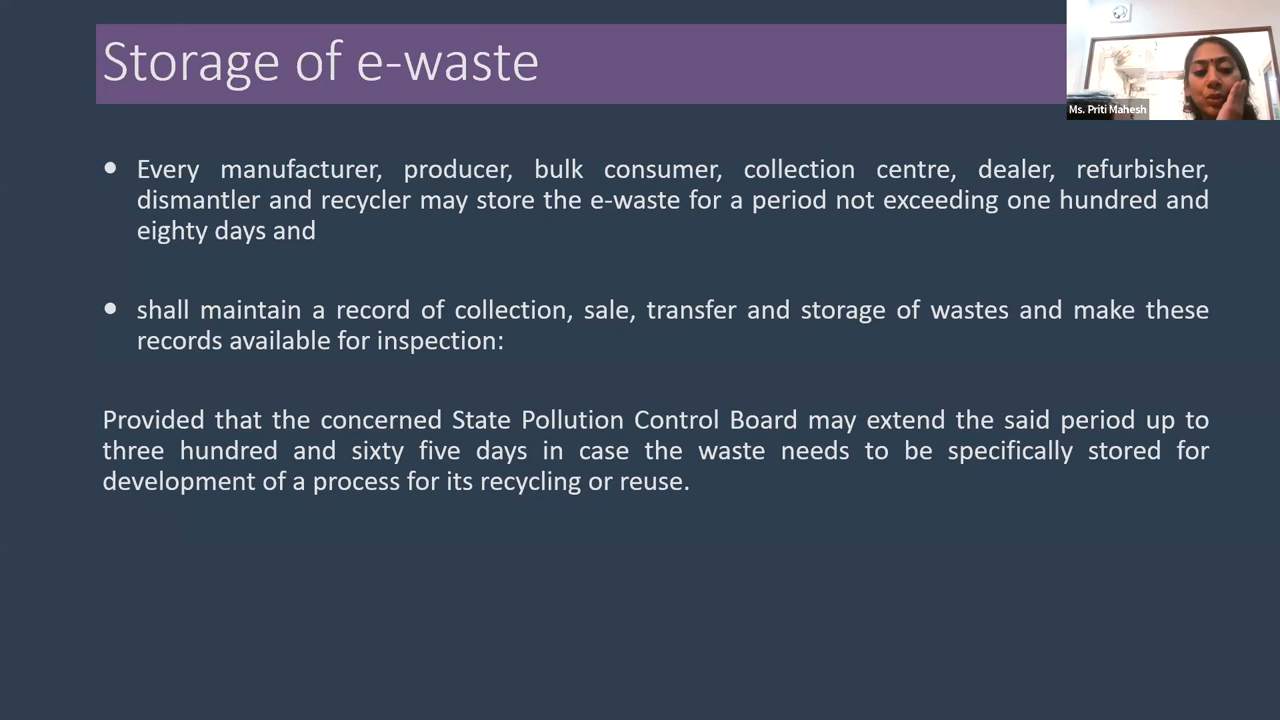 Storage of e-waste
Ms. Priti Mahesh
• Every manufacturer, producer, bulk consumer, collection centre, dealer, refurbisher,
dismantler and recycler may store the e-waste for a period not exceeding one hundred and
eighty days and
• shall maintain a record of collection, sale, transfer and storage of wastes and make these
records available for inspection:
Provided that the concerned State Pollution Control Board may extend the said period up to
three hundred and sixty five days in case the waste needs to be specifically stored for
development of a process for its recycling or reuse.